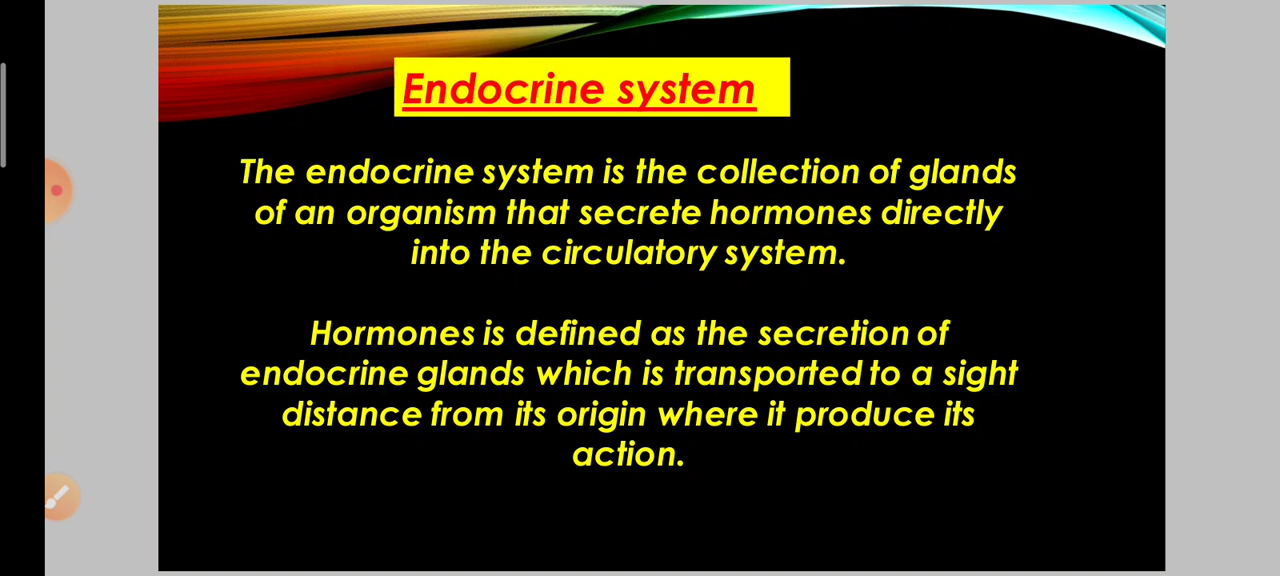 Endocrine system
The endocrine system is the collection of glands
of an organism that secrete hormones directly
into the circulatory system.
Hormones is defined as the secretion of
endocrine glands which is transported to a sight
distance from its origin where it produce its
action.